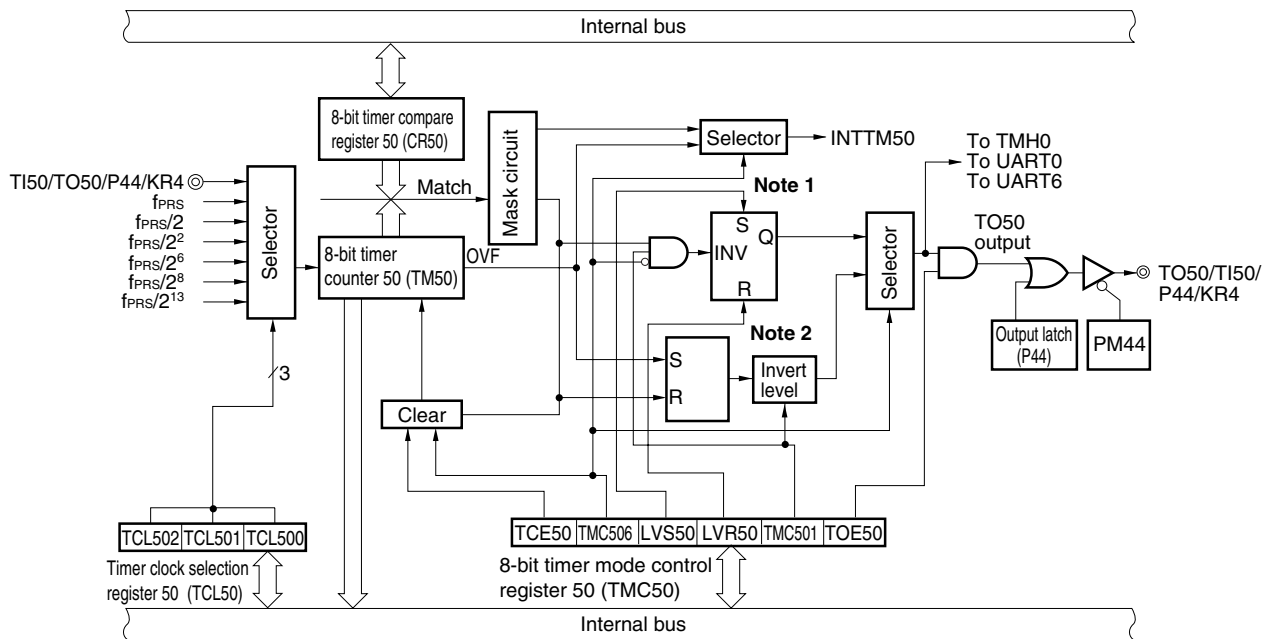 Internal bus
8-bit timer compare
register 50 (CR50)
Match
Mask circuit
Selector
INTTM50
To TMH0
To UART0
To UART6
TI50/TO50/P44/KR4
fPRS
fPRS/2
fPRS/2²
fPRS/2⁶
fPRS/2⁸
fPRS/2¹³
Selector
8-bit timer
counter 50 (TM50)
OVF
Note 1
S
INV
Q
R
Selector
TO50
output
TO50/TI50/
P44/KR4
Output latch
(P44)
PM44
Note 2
S
R
Invert
level
3
Clear
TCL502 TCL501 TCL500
Timer clock selection
register 50 (TCL50)
TCE50 TMC506 LVS50 LVR50 TMC501 TOE50
8-bit timer mode control
register 50 (TMC50)
Internal bus